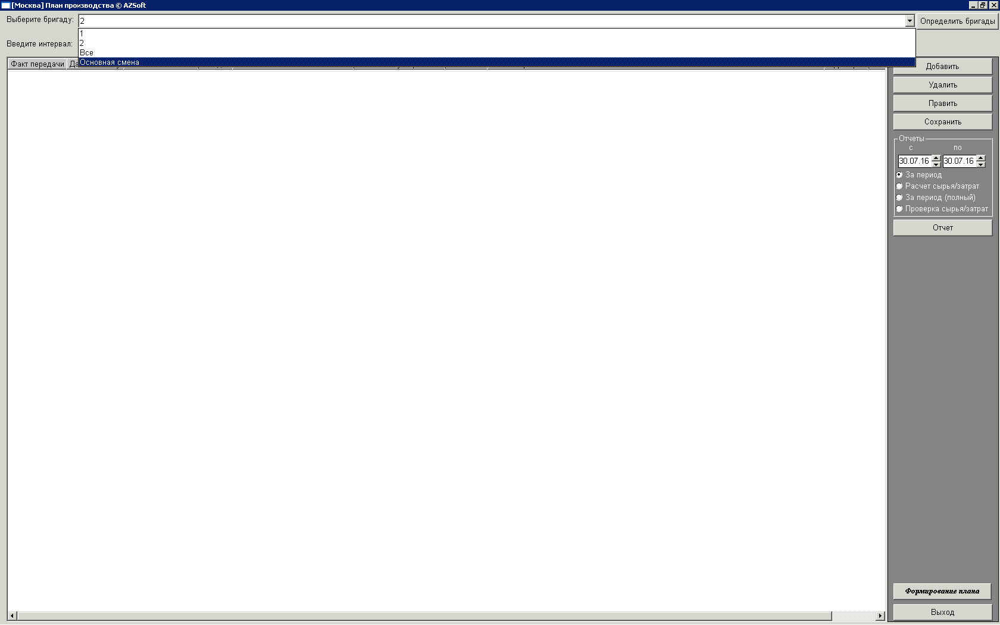 [Москва] План производства © AZSoft
Выберите бригаду:
2
Определить бригады
1
2
Введите интервал:
Все
Основная смена
Факт передачи
Добавить
Удалить
Править
Сохранить
Отчеты
с по
30.07.16 30.07.16
За период
Расчет сырья/затрат
За период (полный)
Проверка сырья/затрат
Отчет
Формирование плана
Выход